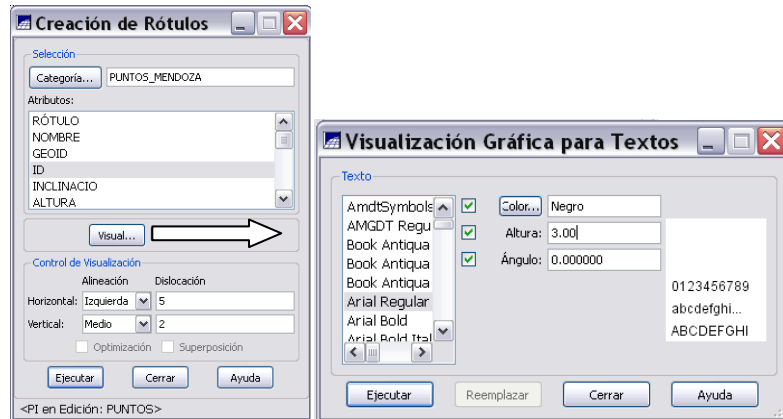 Creación de Rótulos
Selección
Categoría... PUNTOS_MENDOZA
Atributos:
RÓTULO
NOMBRE
GEOID
ID
INCLINACIO
ALTURA
Visual...
Control de Visualización
Alineación Dislocación
Horizontal: Izquierda 5
Vertical: Medio 2
Optimización Superposición
Ejecutar Cerrar Ayuda
<PI en Edición: PUNTOS>
Visualización Gráfica para Textos
Texto
AmdtSymbols
AMGDT Regu
Book Antiqua
Book Antiqua
Book Antiqua
Arial Regular
Arial Bold
Arial Bold Ital
Color... Negro
Altura: 3.00
Ángulo: 0.000000
0123456789
abcdefghi...
ABCDEFGHI
Ejecutar Reemplazar Cerrar Ayuda